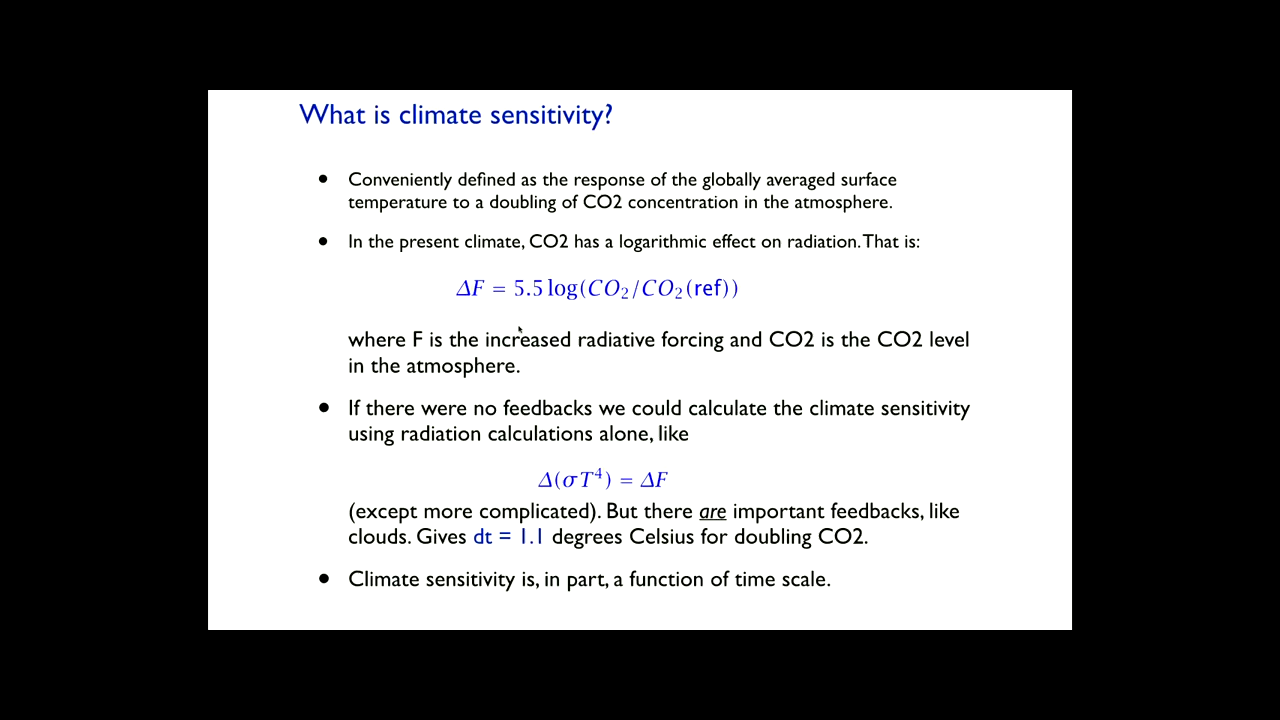 What is climate sensitivity?
• Conveniently defined as the response of the globally averaged surface
temperature to a doubling of CO2 concentration in the atmosphere.
• In the present climate, CO2 has a logarithmic effect on radiation. That is:
ΔF = 5.5 log(CO₂/CO₂(ref))
where F is the increased radiative forcing and CO2 is the CO2 level
in the atmosphere.
• If there were no feedbacks we could calculate the climate sensitivity
using radiation calculations alone, like
Δ(σT⁴) = ΔF
(except more complicated). But there are important feedbacks, like
clouds. Gives dt = 1.1 degrees Celsius for doubling CO2.
• Climate sensitivity is, in part, a function of time scale.